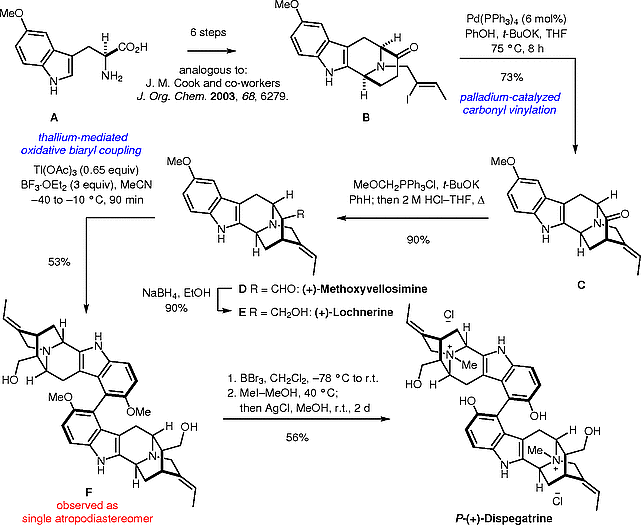 MeO
CO2H
N
H
NH2
A
6 steps
analogous to:
J. M. Cook and co-workers
J. Org. Chem. 2003, 68, 6279.
MeO
H
O
N
N
H
H
I
B
Pd(PPh3)4 (6 mol%)
PhOH, t-BuOK, THF
75 °C, 8 h
73%
palladium-catalyzed
carbonyl vinylation
thallium-mediated
oxidative biaryl coupling
Tl(OAc)3 (0.65 equiv)
BF3·OEt2 (3 equiv), MeCN
–40 to –10 °C, 90 min
53%
MeO
H
R
N
N
H
H
MeOCH2PPh3Cl, t-BuOK
PhH; then 2 M HCl–THF, Δ
90%
MeO
H
N
O
N
H
H
C
NaBH4, EtOH
90%
D R = CHO: (+)-Methoxyvellosimine
E R = CH2OH: (+)-Lochnerine
H
H
N
N
HO
H
MeO
OMe
H
OH
N
N
H
H
F
observed as
single atropodiastereomer
1. BBr3, CH2Cl2, –78 °C to r.t.
2. MeI–MeOH, 40 °C;
then AgCl, MeOH, r.t., 2 d
56%
Cl
–
H
H
N
+
N
Me
HO
H
HO
OH
H
OH
Me
N
+
N
H
H
–
Cl
P-(+)-Dispegatrine